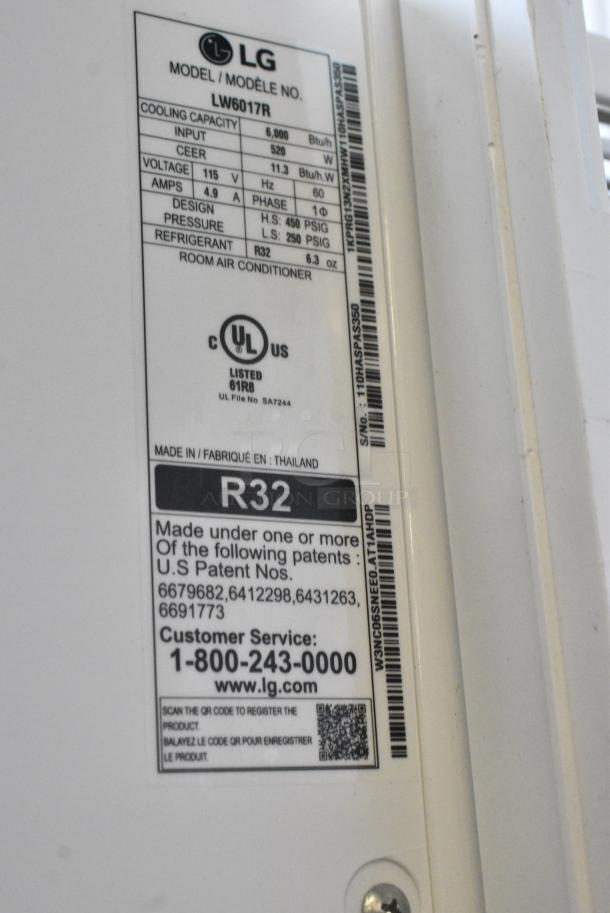 LG
MODEL / MODÈLE NO.
LW6017R
COOLING CAPACITY 6,000 Btu/h
INPUT 520 W
CEER 11.3 Btu/h.W
VOLTAGE 115 V Hz 60
AMPS 4.9 A PHASE 1Φ
DESIGN PRESSURE H.S: 450 PSIG
L.S: 250 PSIG
REFRIGERANT R32 6.3 oz
ROOM AIR CONDITIONER
C UL US
LISTED
61R8
UL File No SA7244
MADE IN / FABRIQUÉ EN : THAILAND
R32
Made under one or more
Of the following patents :
U.S Patent Nos.
6679682,6412298,6431263,
6691773
Customer Service:
1-800-243-0000
www.lg.com
SCAN THE QR CODE TO REGISTER THE
PRODUCT.
BALAYEZ LE CODE QR POUR ENREGISTRER
LE PRODUIT.
1KPRG13N2XMHW110HASPAS350
S/No. : 110HASPAS350
W3NC06SNEE0.AT1AHDP
AUCTION GROUP